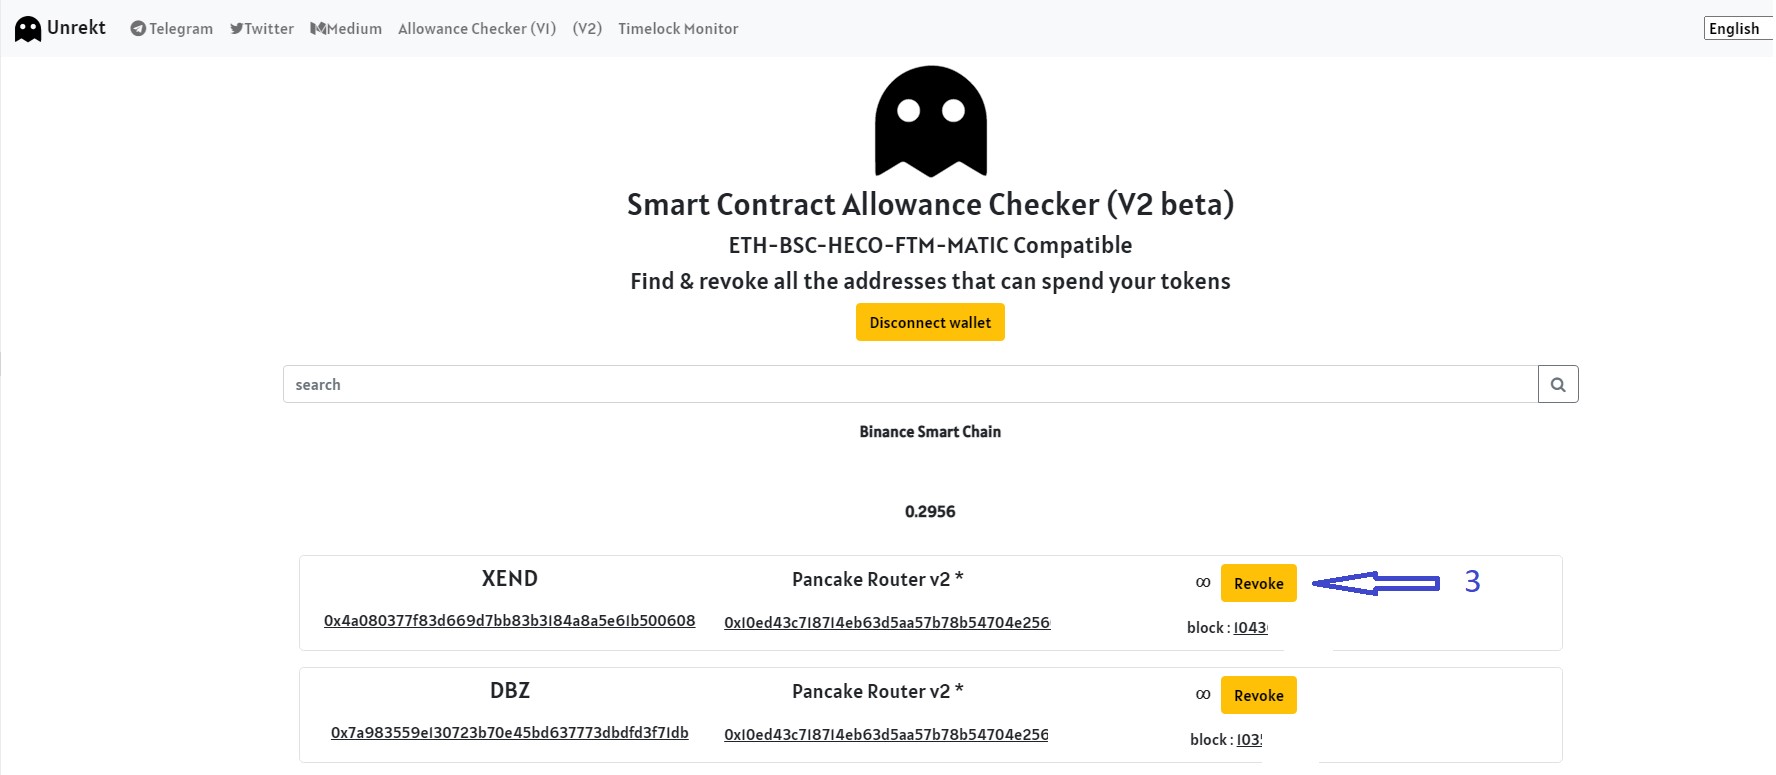 Unrekt Telegram Twitter Medium Allowance Checker (V1) (V2) Timelock Monitor English
Smart Contract Allowance Checker (V2 beta)
ETH-BSC-HECO-FTM-MATIC Compatible
Find & revoke all the addresses that can spend your tokens
Disconnect wallet
search
Binance Smart Chain
0.2956
XEND Pancake Router v2 * ∞ Revoke 3
0x4a080377f83d669d7bb83b3184a8a5e61b500608 0x10ed43c718714eb63d5aa57b78b54704e256 block : 1043
DBZ Pancake Router v2 * ∞ Revoke
0x7a983559e130723b70e45bd637773dbdfd3f71db 0x10ed43c718714eb63d5aa57b78b54704e256 block : 103